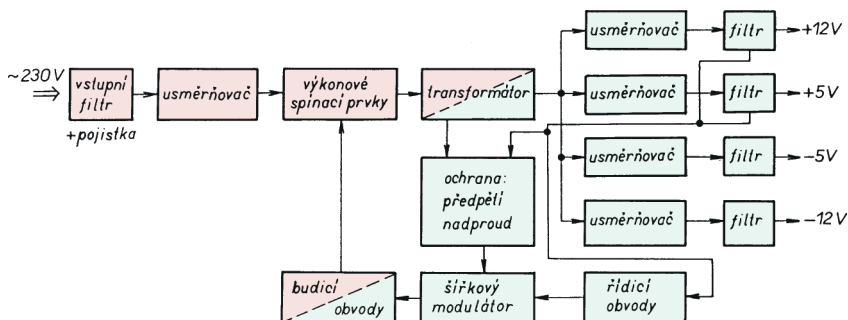 ~230V
vstupní
filtr
+pojistka
usměrňovač
výkonové
spínací prvky
transformátor
usměrňovač
filtr
+12V
usměrňovač
filtr
+5V
usměrňovač
filtr
−5V
usměrňovač
filtr
−12V
ochrana:
předpětí
nadproud
budicí
obvody
šířkový
modulátor
řídicí
obvody